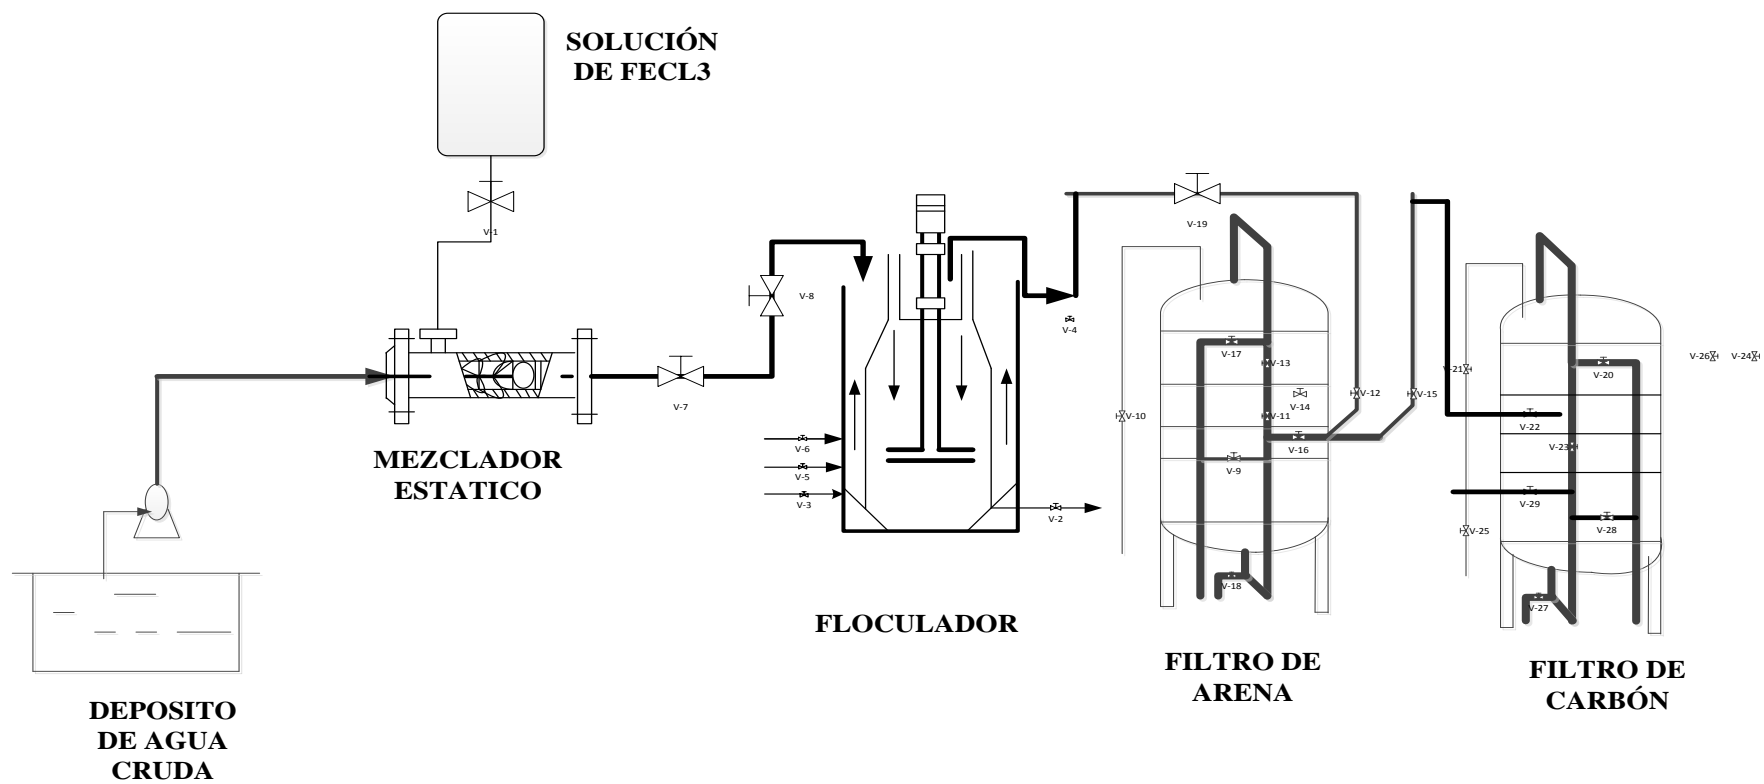 SOLUCIÓN
DE FECL3
V-1
V-19
V-8
V-4
V-17
V-13
V-26
V-24
V-21
V-20
V-7
V-10
V-14
V-12
V-15
V-11
V-22
V-6
V-16
V-23
MEZCLADOR
ESTATICO
V-5
V-9
V-3
V-2
V-29
V-25
V-28
V-18
V-27
FLOCULADOR
FILTRO DE
ARENA
FILTRO DE
CARBÓN
DEPOSITO
DE AGUA
CRUDA